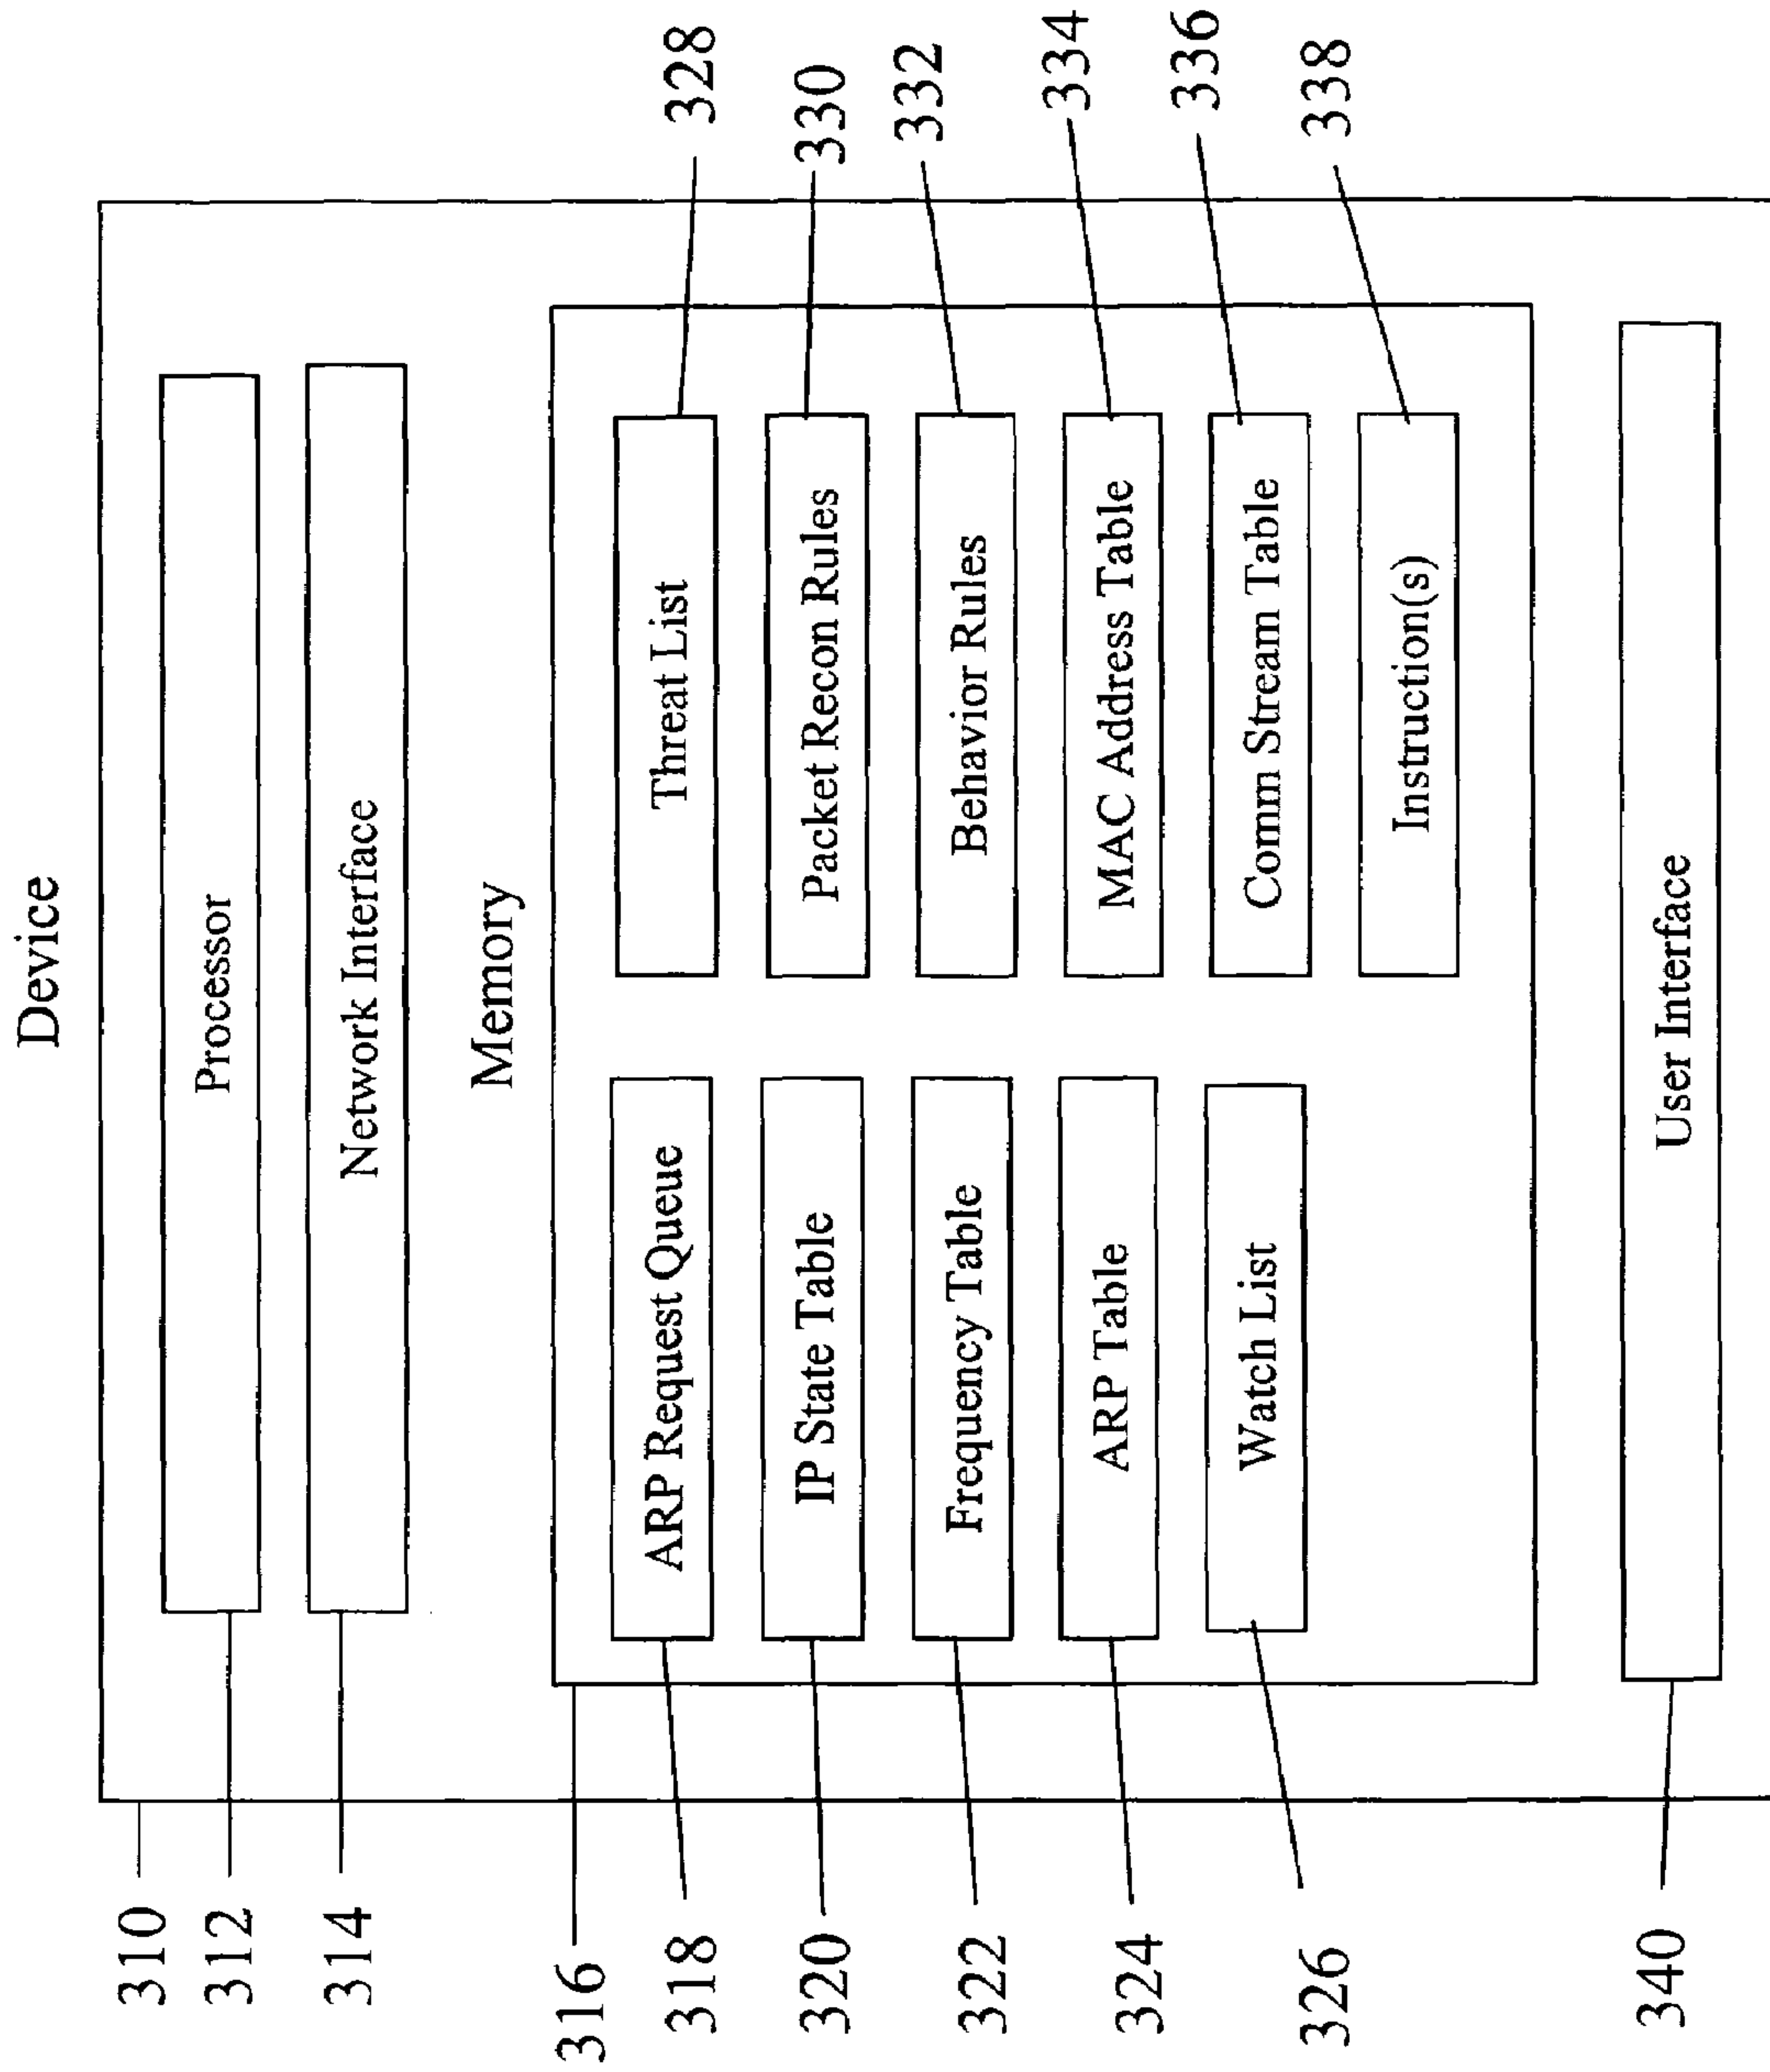 Device
310
312
Processor
314
Network Interface
Memory
316
318
ARP Request Queue
Threat List
328
320
IP State Table
Packet Recon Rules
330
322
Frequency Table
Behavior Rules
332
324
ARP Table
MAC Address Table
334
326
Watch List
Comm Stream Table
336
Instruction(s)
338
340
User Interface